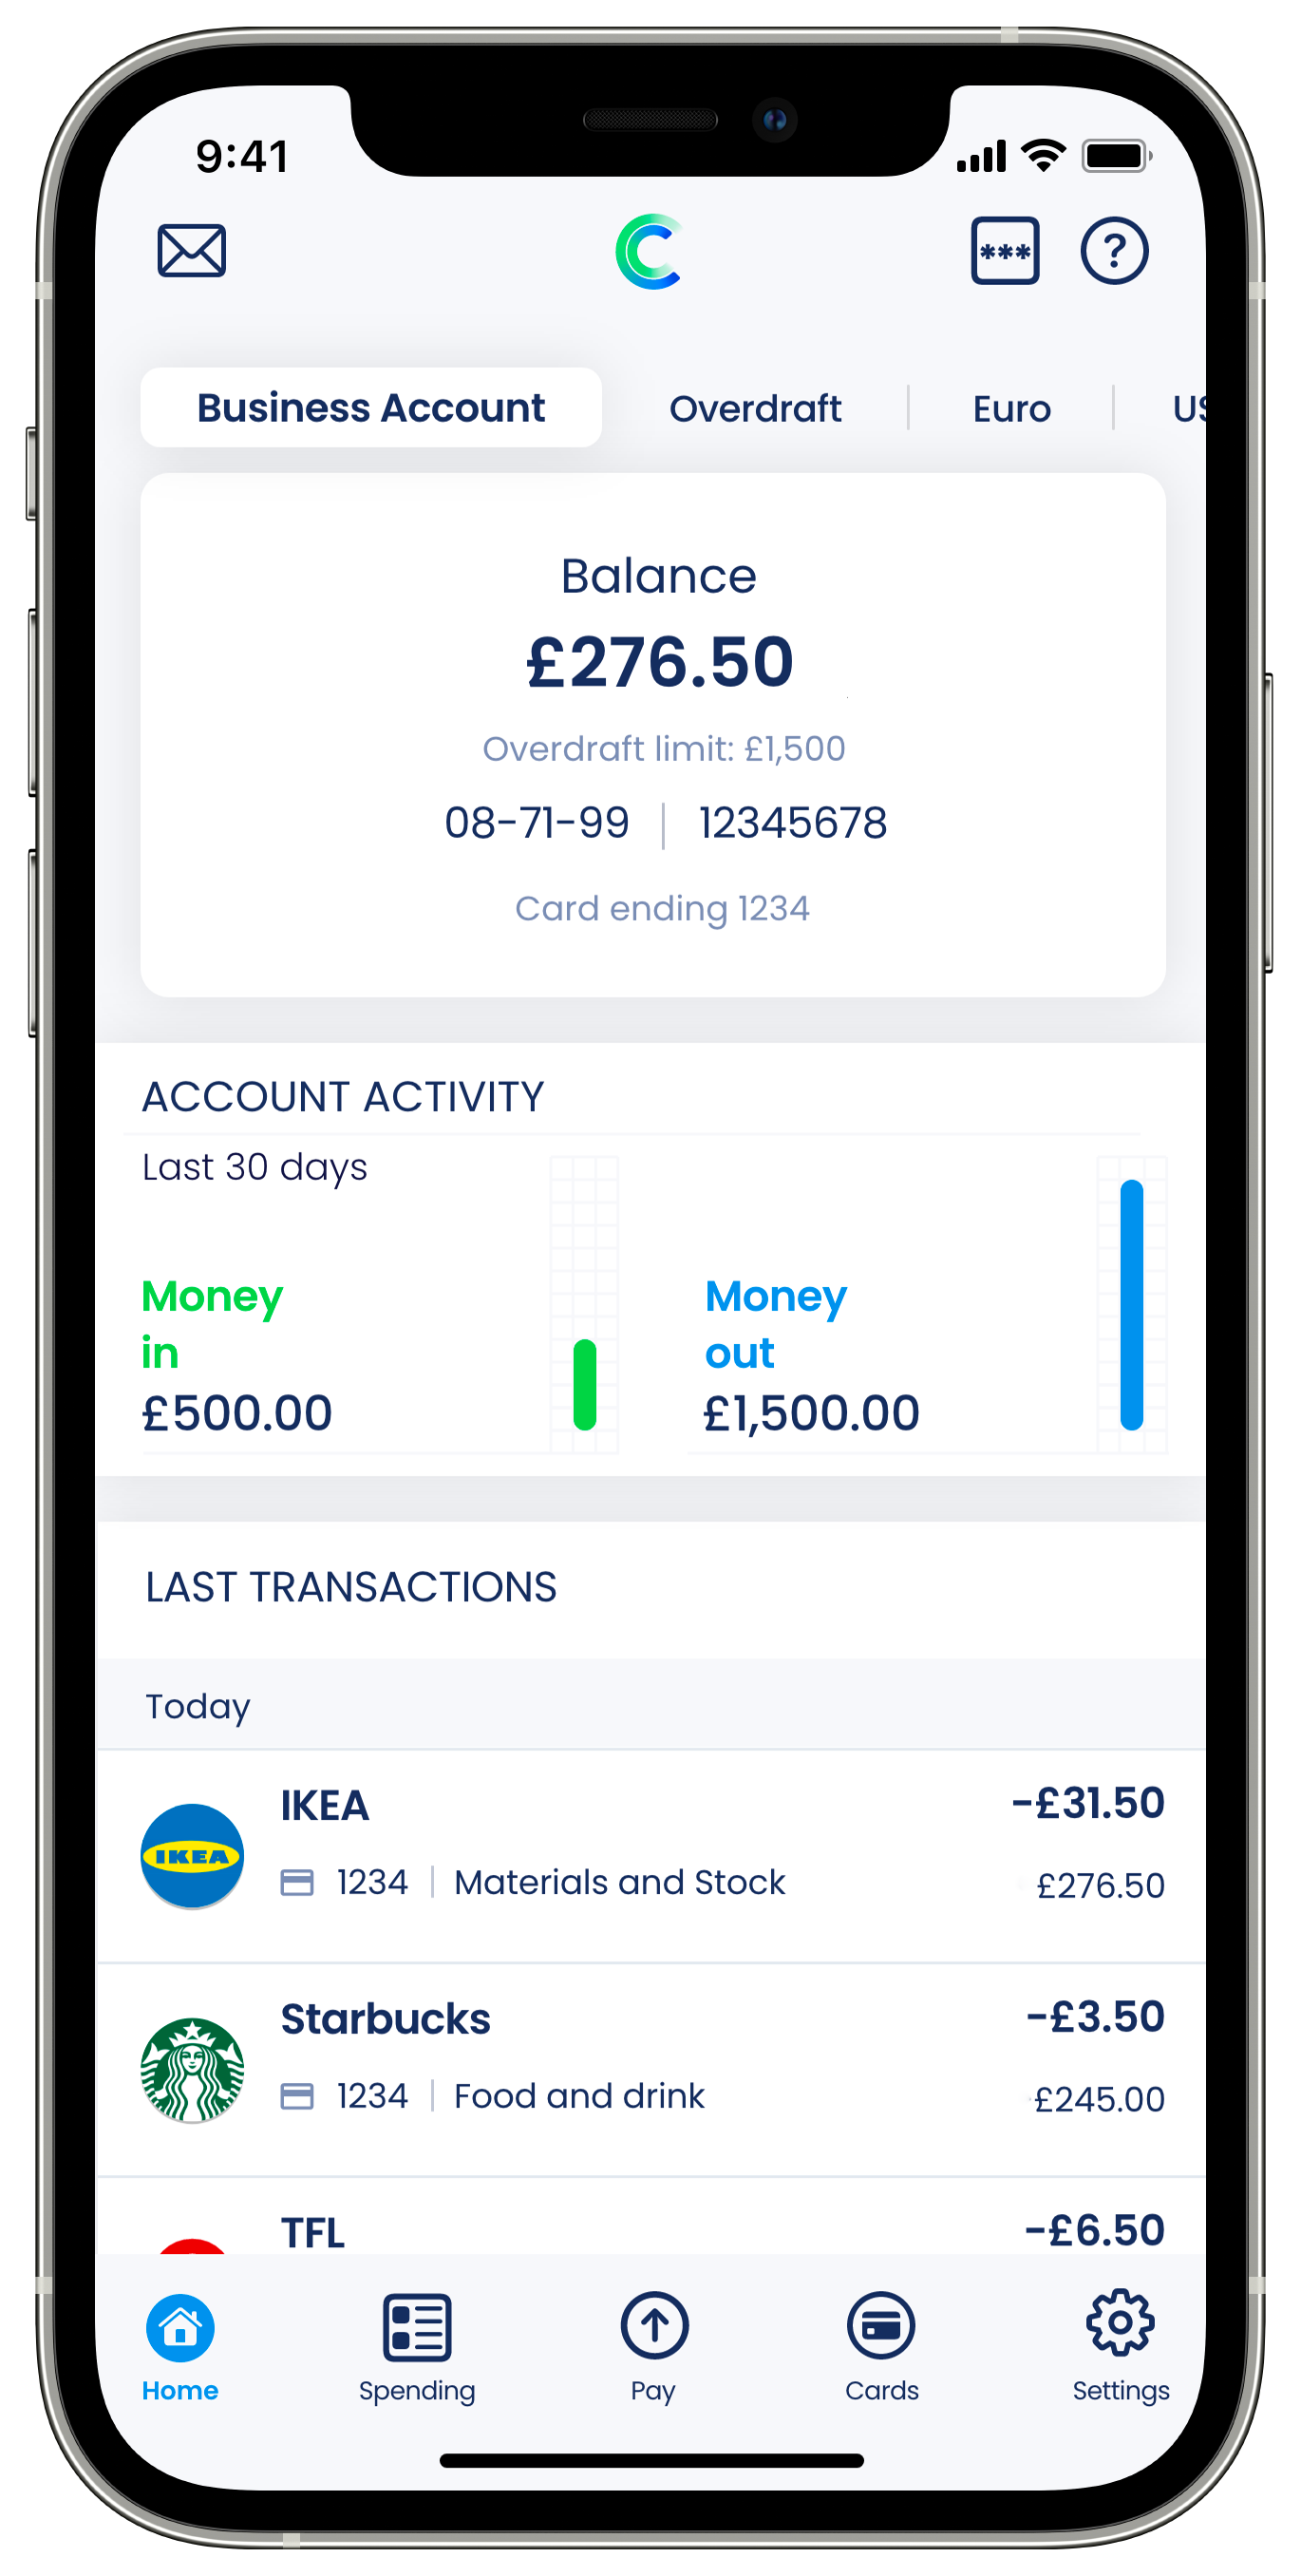 9:41
***
?
Business Account
Overdraft
Euro
US
Balance
£276.50
Overdraft limit: £1,500
08-71-99 | 12345678
Card ending 1234
ACCOUNT ACTIVITY
Last 30 days
Money
in
£500.00
Money
out
£1,500.00
LAST TRANSACTIONS
Today
IKEA
IKEA
-£31.50
1234 | Materials and Stock
£276.50
Starbucks
-£3.50
1234 | Food and drink
£245.00
TFL
-£6.50
Home
Spending
Pay
Cards
Settings